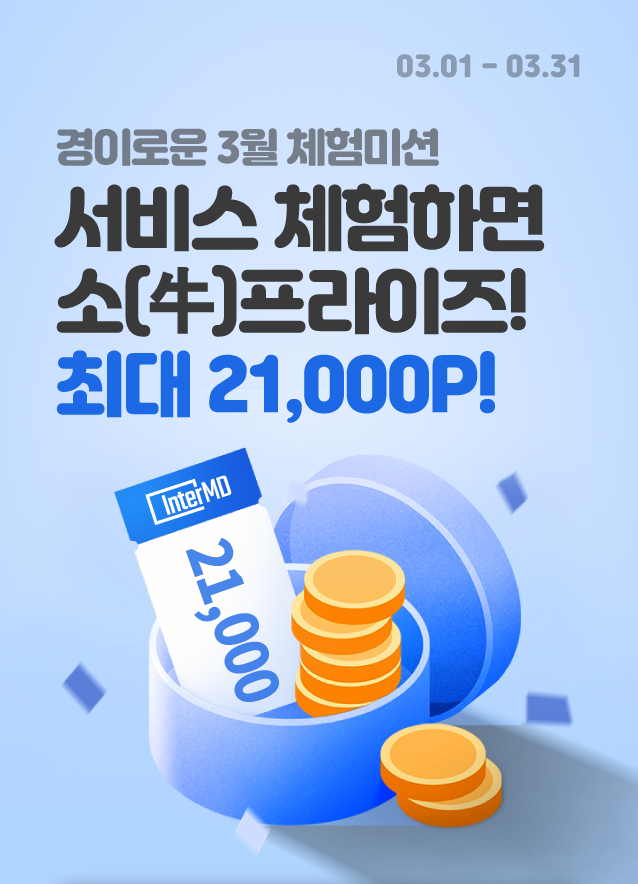 03.01 - 03.31
경이로운 3월 체험미션
서비스 체험하면
소(牛)프라이즈!
최대 21,000P!
InterMD
21,000